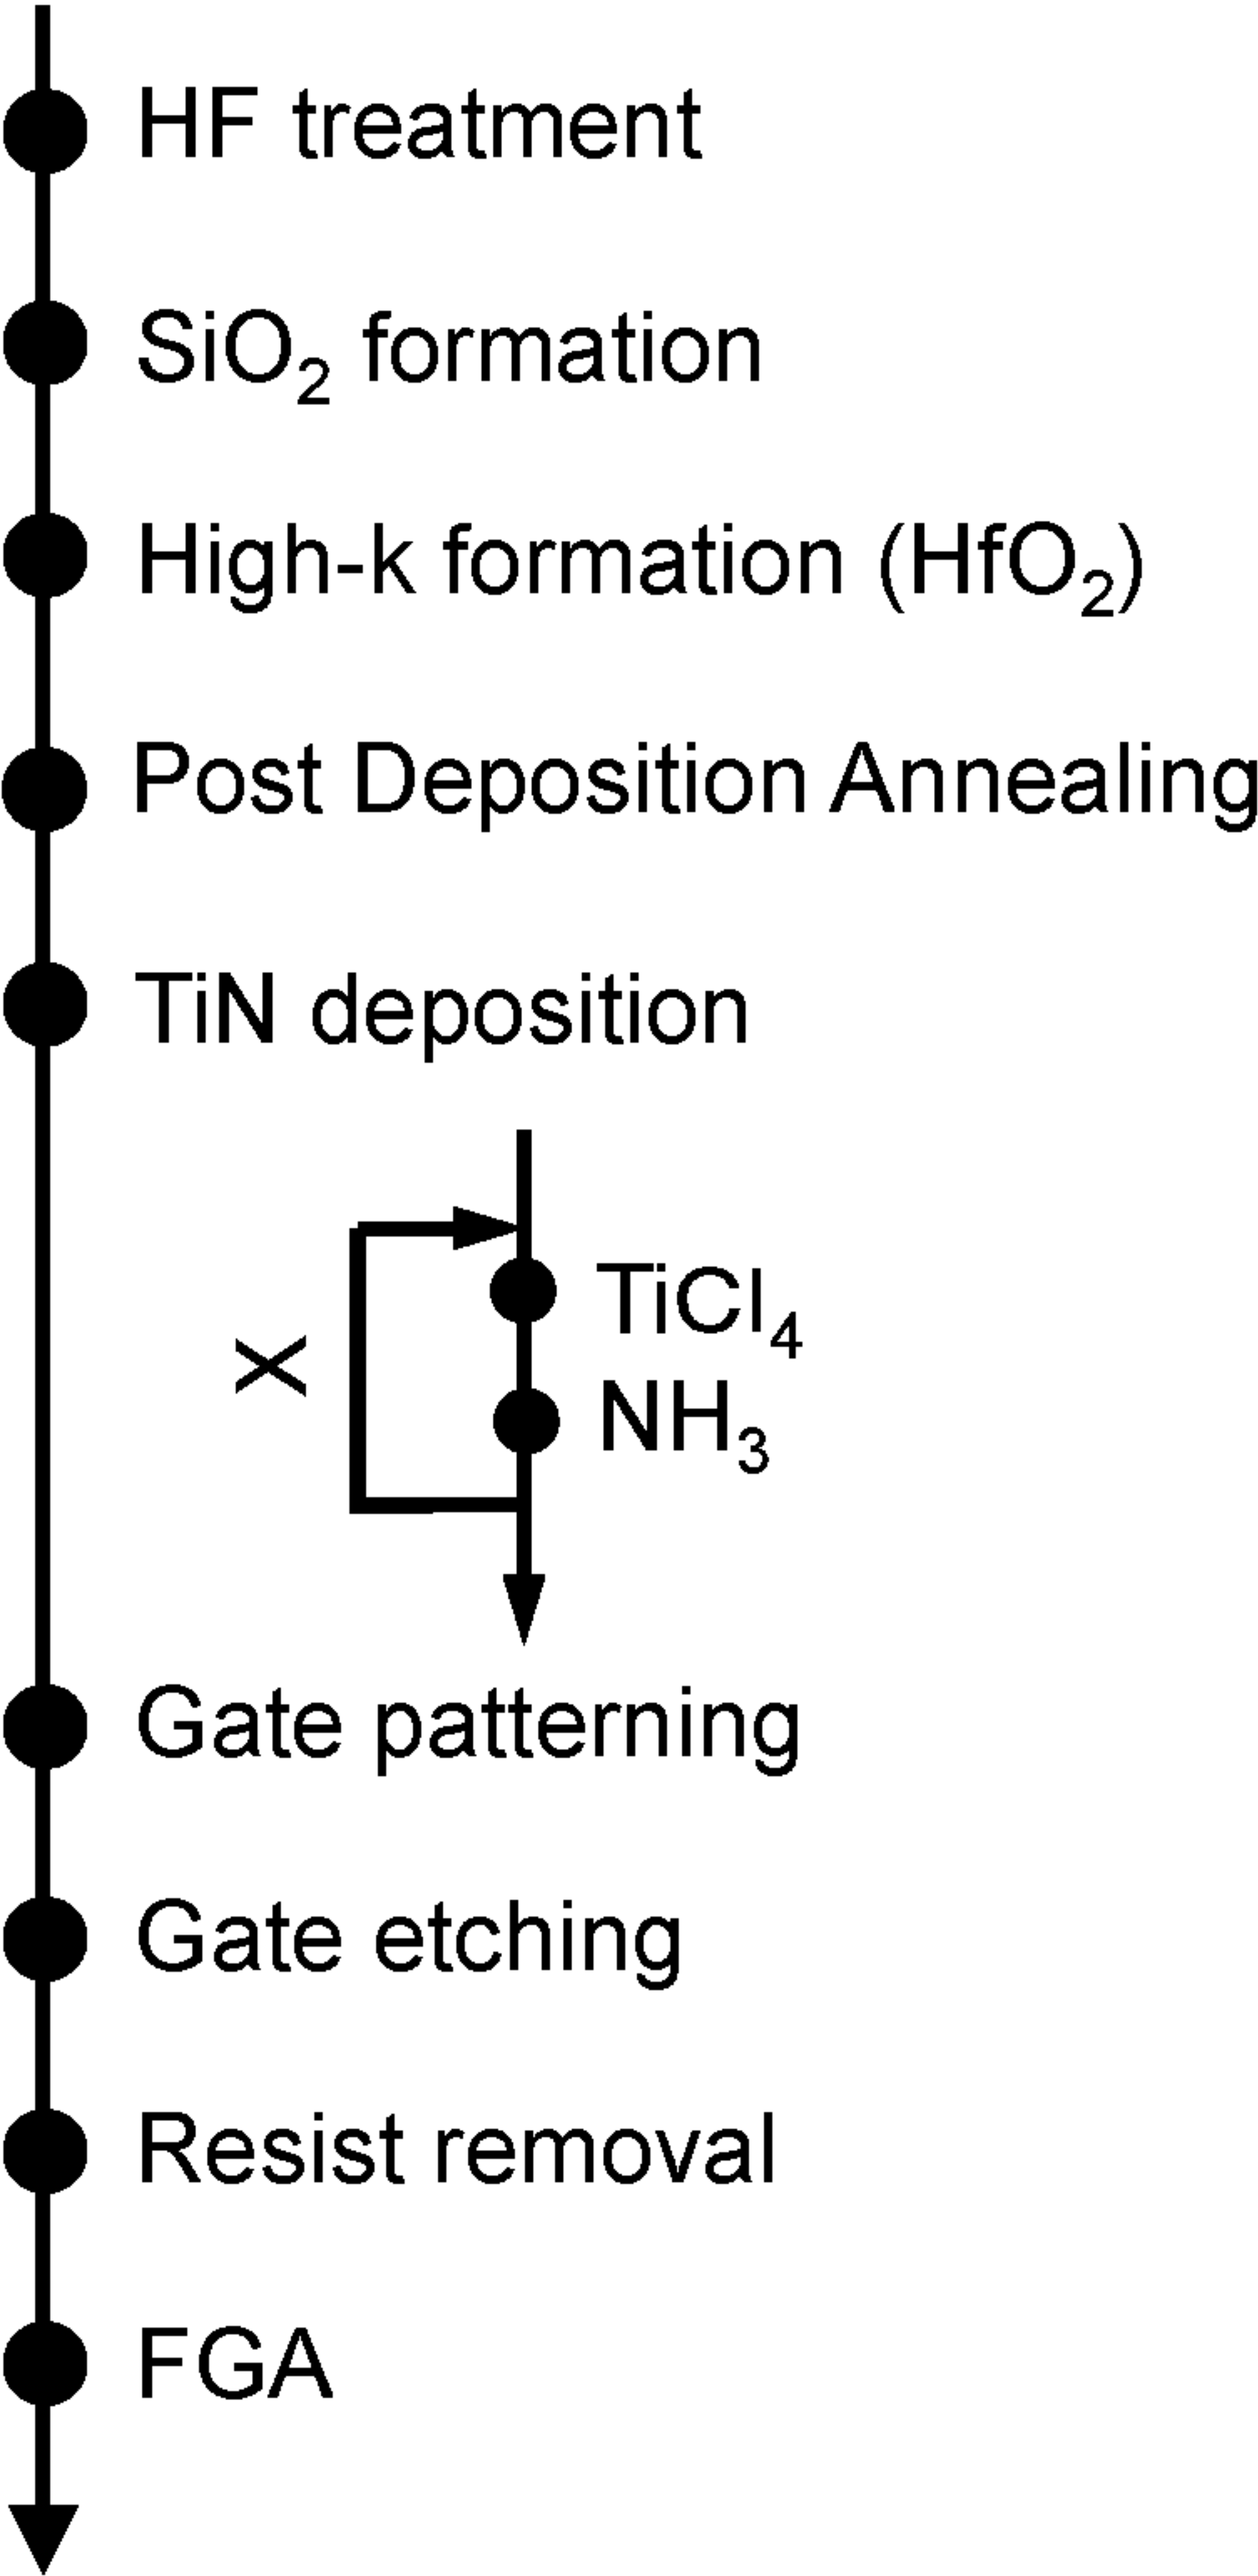 HF treatment
SiO₂ formation
High-k formation (HfO₂)
Post Deposition Annealing
TiN deposition
TiCl₄
X
NH₃
Gate patterning
Gate etching
Resist removal
FGA